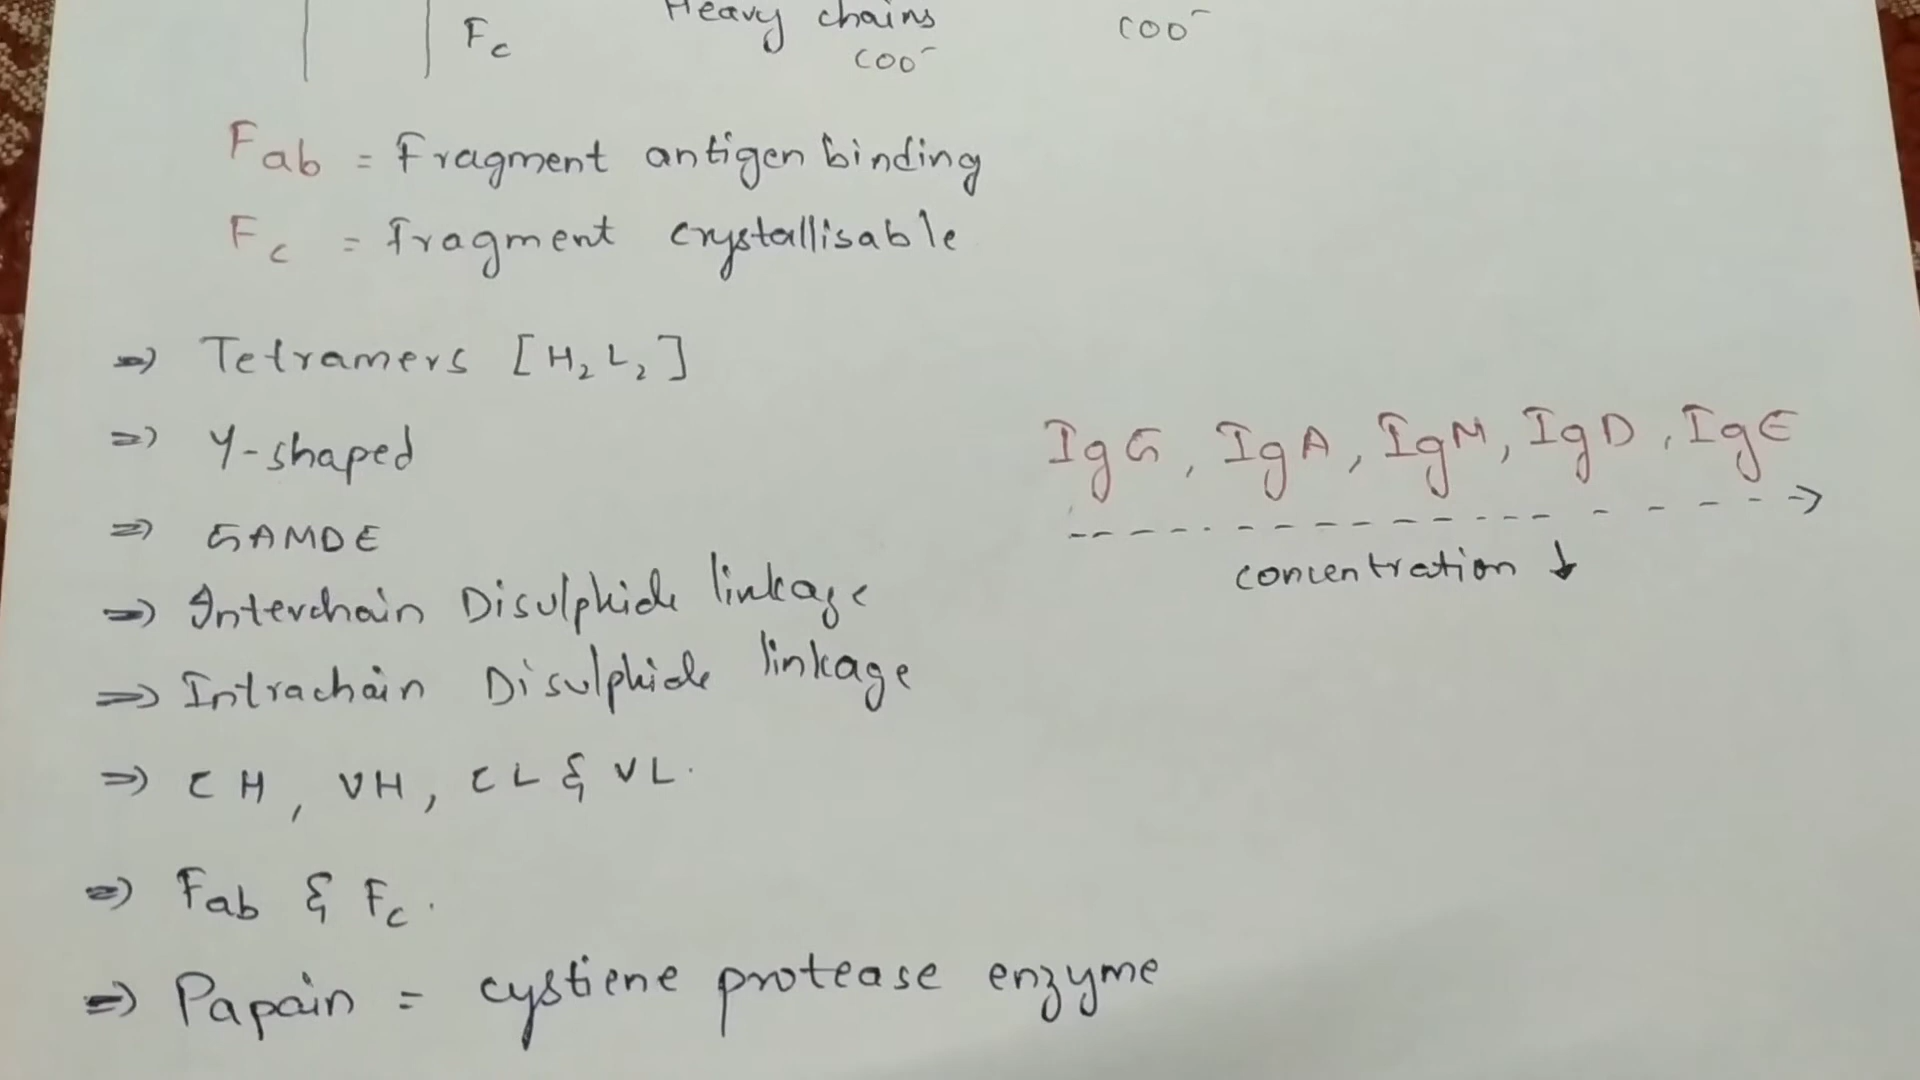 Fc Heavy chains COO⁻
COO⁻
Fab = Fragment antigen binding
Fc = Fragment crystallisable
⇒ Tetramers [H₂L₂]
⇒ Y-shaped
IgG, IgA, IgM, IgD, IgE
⇒ GAMDE
concentration ↓
⇒ Interchain Disulphide linkage
⇒ Intrachain Disulphide linkage
⇒ CH, VH, CL & VL.
⇒ Fab & Fc.
⇒ Papain = cystiene protease enzyme